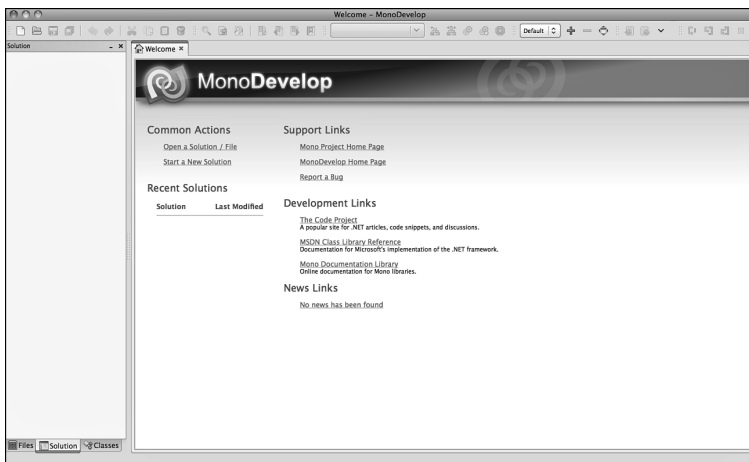 Welcome – MonoDevelop
Default
Solution
Welcome
MonoDevelop
Common Actions
Open a Solution / File
Start a New Solution
Recent Solutions
Solution Last Modified
Support Links
Mono Project Home Page
MonoDevelop Home Page
Report a Bug
Development Links
The Code Project
A popular site for .NET articles, code snippets, and discussions.
MSDN Class Library Reference
Documentation for Microsoft's implementation of the .NET framework.
Mono Documentation Library
Online documentation for Mono libraries.
News Links
No news has been found
Files Solution Classes